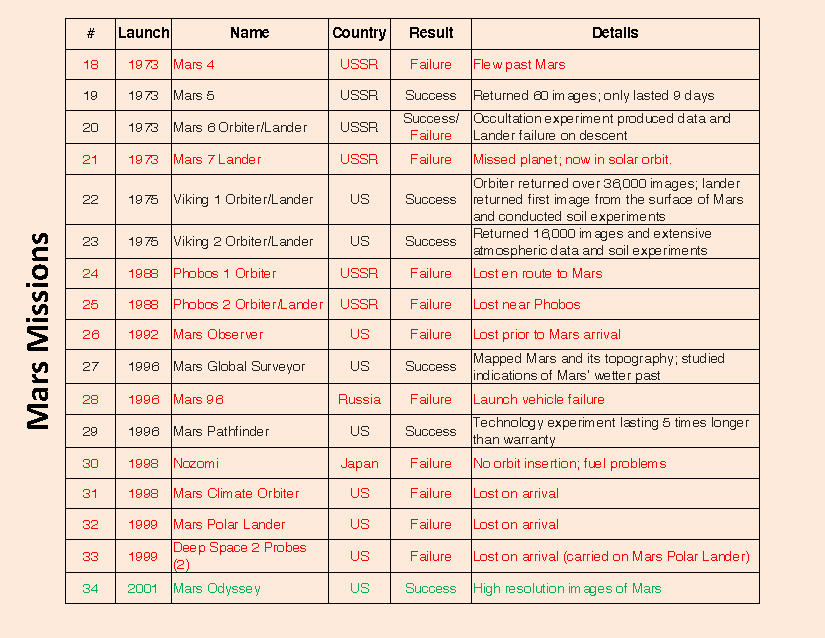 Mars Missions
# Launch Name Country Result Details
18 1973 Mars 4 USSR Failure Flew past Mars
19 1973 Mars 5 USSR Success Returned 60 images; only lasted 9 days
20 1973 Mars 6 Orbiter/Lander USSR Success/ Occultation experiment produced data and
Failure Lander failure on descent
21 1973 Mars 7 Lander USSR Failure Missed planet; now in solar orbit.
Orbiter returned over 36,000 images; lander
22 1975 Viking 1 Orbiter/Lander US Success returned first image from the surface of Mars
and conducted soil experiments
23 1975 Viking 2 Orbiter/Lander US Success Returned 16,000 images and extensive
atmospheric data and soil experiments
24 1988 Phobos 1 Orbiter USSR Failure Lost en route to Mars
25 1988 Phobos 2 Orbiter/Lander USSR Failure Lost near Phobos
26 1992 Mars Observer US Failure Lost prior to Mars arrival
27 1996 Mars Global Surveyor US Success Mapped Mars and its topography; studied
indications of Mars' wetter past
28 1996 Mars 96 Russia Failure Launch vehicle failure
29 1996 Mars Pathfinder US Success Technology experiment lasting 5 times longer
than warranty
30 1998 Nozomi Japan Failure No orbit insertion; fuel problems
31 1998 Mars Climate Orbiter US Failure Lost on arrival
32 1999 Mars Polar Lander US Failure Lost on arrival
33 1999 Deep Space 2 Probes US Failure Lost on arrival (carried on Mars Polar Lander)
(2)
34 2001 Mars Odyssey US Success High resolution images of Mars